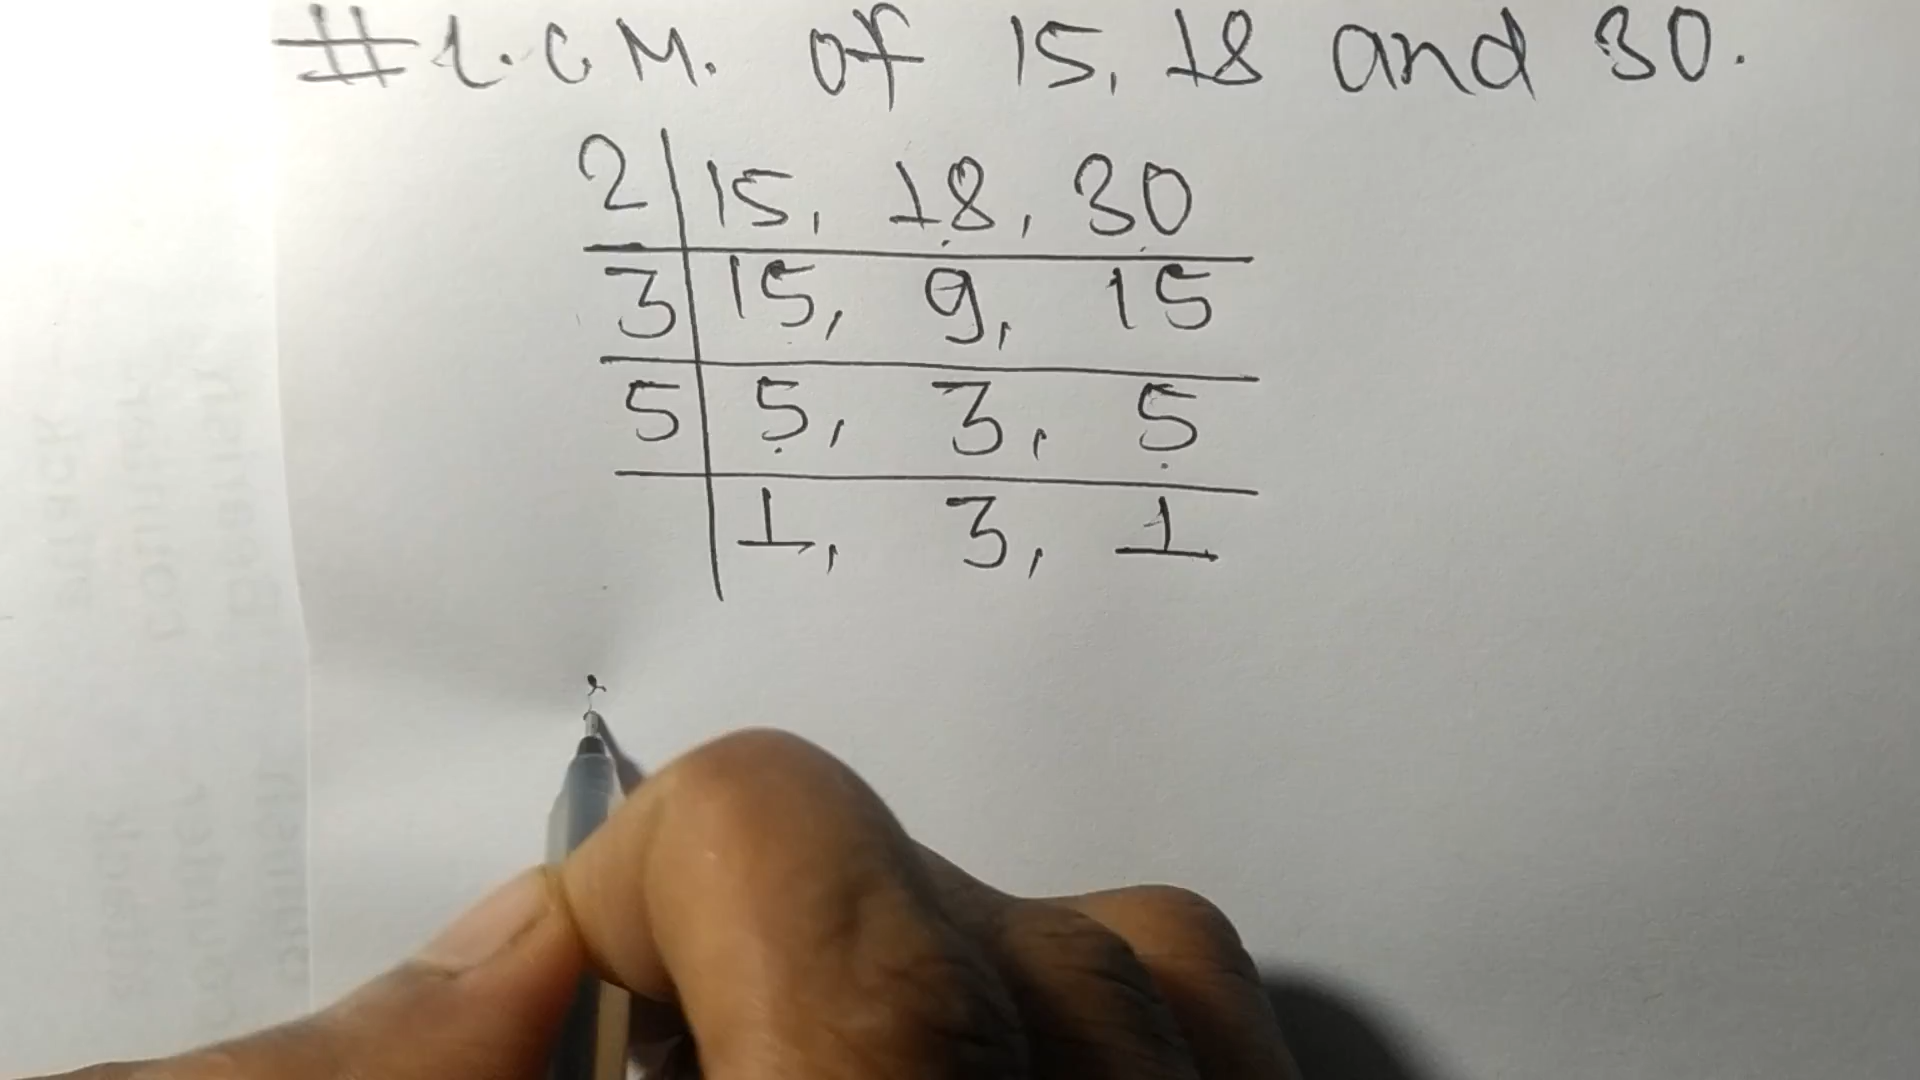 # L.C.M. of 15, 18 and 30.
2 | 15, 18, 30
3 | 15, 9, 15
5 | 5, 3, 5
1, 3, 1